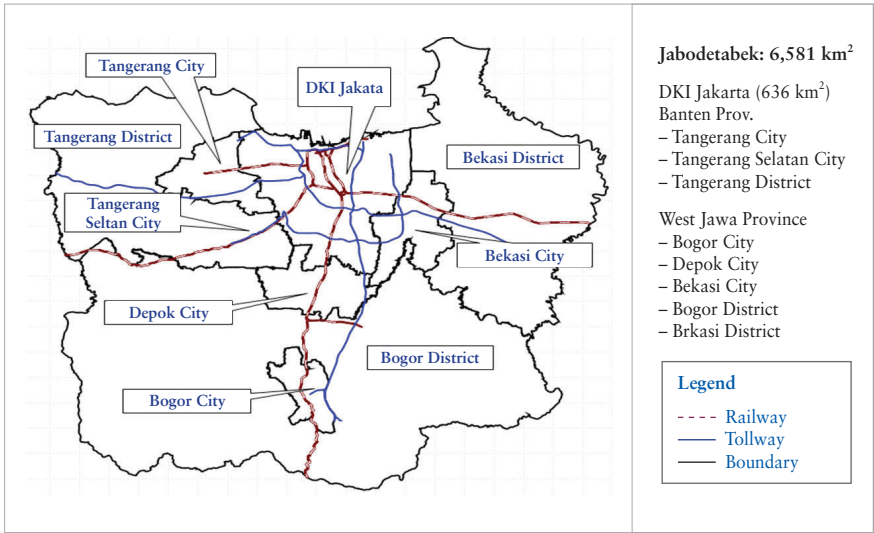 Tangerang City
DKI Jakata
Tangerang District
Bekasi District
Tangerang
Seltan City
Bekasi City
Depok City
Bogor District
Bogor City
Jabodetabek: 6,581 km²
DKI Jakarta (636 km²)
Banten Prov.
– Tangerang City
– Tangerang Selatan City
– Tangerang District
West Jawa Province
– Bogor City
– Depok City
– Bekasi City
– Bogor District
– Brkasi District
Legend
Railway
Tollway
Boundary